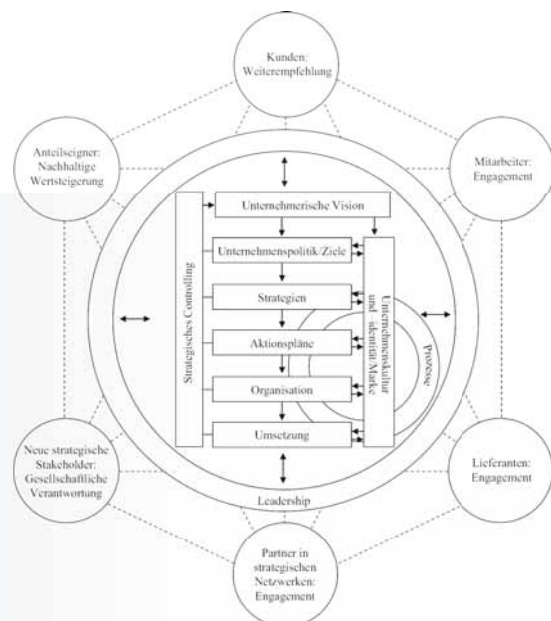 Kunden:
Weiterempfehlung
Anteilseigner:
Nachhaltige
Wertsteigerung
Mitarbeiter:
Engagement
Unternehmerische Vision
Unternehmenspolitik/Ziele
Strategien
Aktionspläne
Organisation
Umsetzung
Strategisches Controlling
Unternehmenskultur
und -identität/Marke
Prozesse
Neue strategische
Stakeholder:
Gesellschaftliche
Verantwortung
Lieferanten:
Engagement
Leadership
Partner in
strategischen
Netzwerken:
Engagement